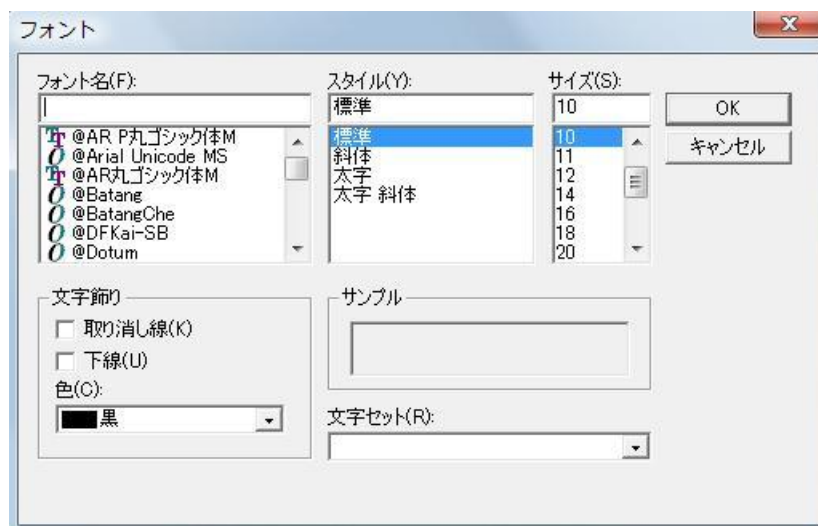 フォント
フォント名(F):
@AR P丸ゴシック体M
@Arial Unicode MS
@AR丸ゴシック体M
@Batang
@BatangChe
@DFKai-SB
@Dotum
スタイル(Y):
標準
標準
斜体
太字
太字 斜体
サイズ(S):
10
10
11
12
14
16
18
20
OK
キャンセル
文字飾り
取り消し線(K)
下線(U)
色(C):
黒
サンプル
文字セット(R):